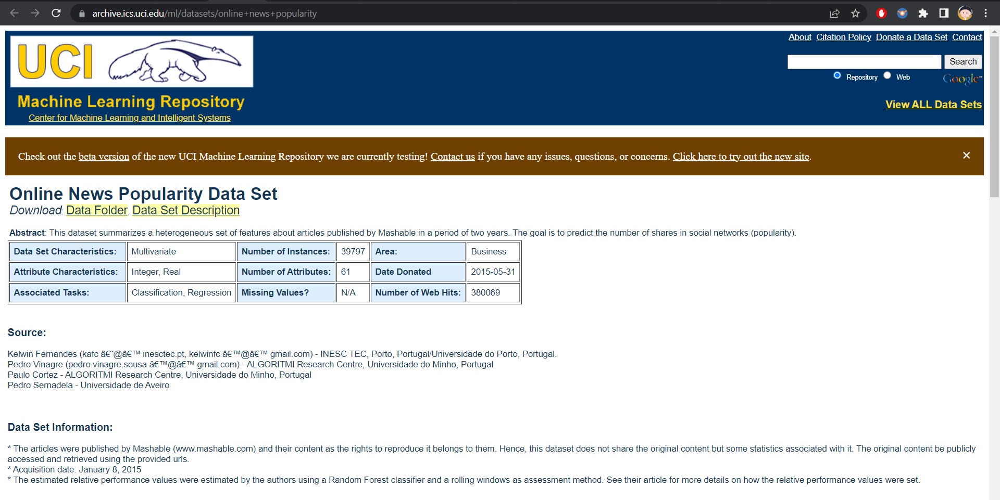 archive.ics.uci.edu/ml/datasets/online+news+popularity
About Citation Policy Donate a Data Set Contact
UCI
Search
Repository Web Google™
Machine Learning Repository
View ALL Data Sets
Center for Machine Learning and Intelligent Systems
Check out the beta version of the new UCI Machine Learning Repository we are currently testing! Contact us if you have any issues, questions, or concerns. Click here to try out the new site.
Online News Popularity Data Set
Download: Data Folder, Data Set Description
Abstract: This dataset summarizes a heterogeneous set of features about articles published by Mashable in a period of two years. The goal is to predict the number of shares in social networks (popularity).
Data Set Characteristics: Multivariate Number of Instances: 39797 Area: Business
Attribute Characteristics: Integer, Real Number of Attributes: 61 Date Donated 2015-05-31
Associated Tasks: Classification, Regression Missing Values? N/A Number of Web Hits: 380069
Source:
Kelwin Fernandes (kafc â€˜@â€™ inesctec.pt, kelwinfc â€™@â€™ gmail.com) - INESC TEC, Porto, Portugal/Universidade do Porto, Portugal.
Pedro Vinagre (pedro.vinagre.sousa â€™@â€™ gmail.com) - ALGORITMI Research Centre, Universidade do Minho, Portugal
Paulo Cortez - ALGORITMI Research Centre, Universidade do Minho, Portugal
Pedro Sernadela - Universidade de Aveiro
Data Set Information:
* The articles were published by Mashable (www.mashable.com) and their content as the rights to reproduce it belongs to them. Hence, this dataset does not share the original content but some statistics associated with it. The original content be publicly
accessed and retrieved using the provided urls.
* Acquisition date: January 8, 2015
* The estimated relative performance values were estimated by the authors using a Random Forest classifier and a rolling windows as assessment method. See their article for more details on how the relative performance values were set.